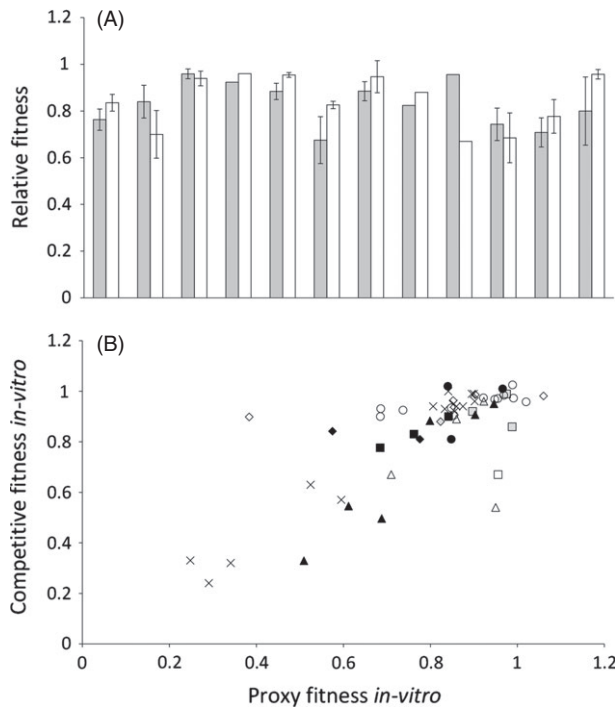 (A)
Relative fitness
1.2
1
0.8
0.6
0.4
0.2
0
(B)
Competitive fitness in-vitro
1.2
1
0.8
0.6
0.4
0.2
0
0 0.2 0.4 0.6 0.8 1 1.2
Proxy fitness in-vitro